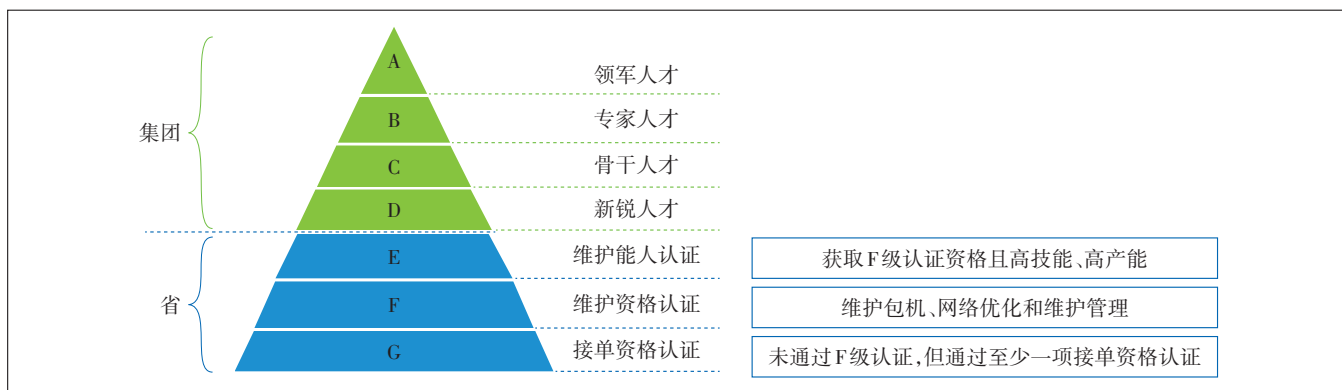 A
领军人才
B
专家人才
集团
C
骨干人才
D
新锐人才
E
维护能人认证
获取F级认证资格且高技能、高产能
省
F
维护资格认证
维护包机、网络优化和维护管理
G
接单资格认证
未通过F级认证,但通过至少一项接单资格认证